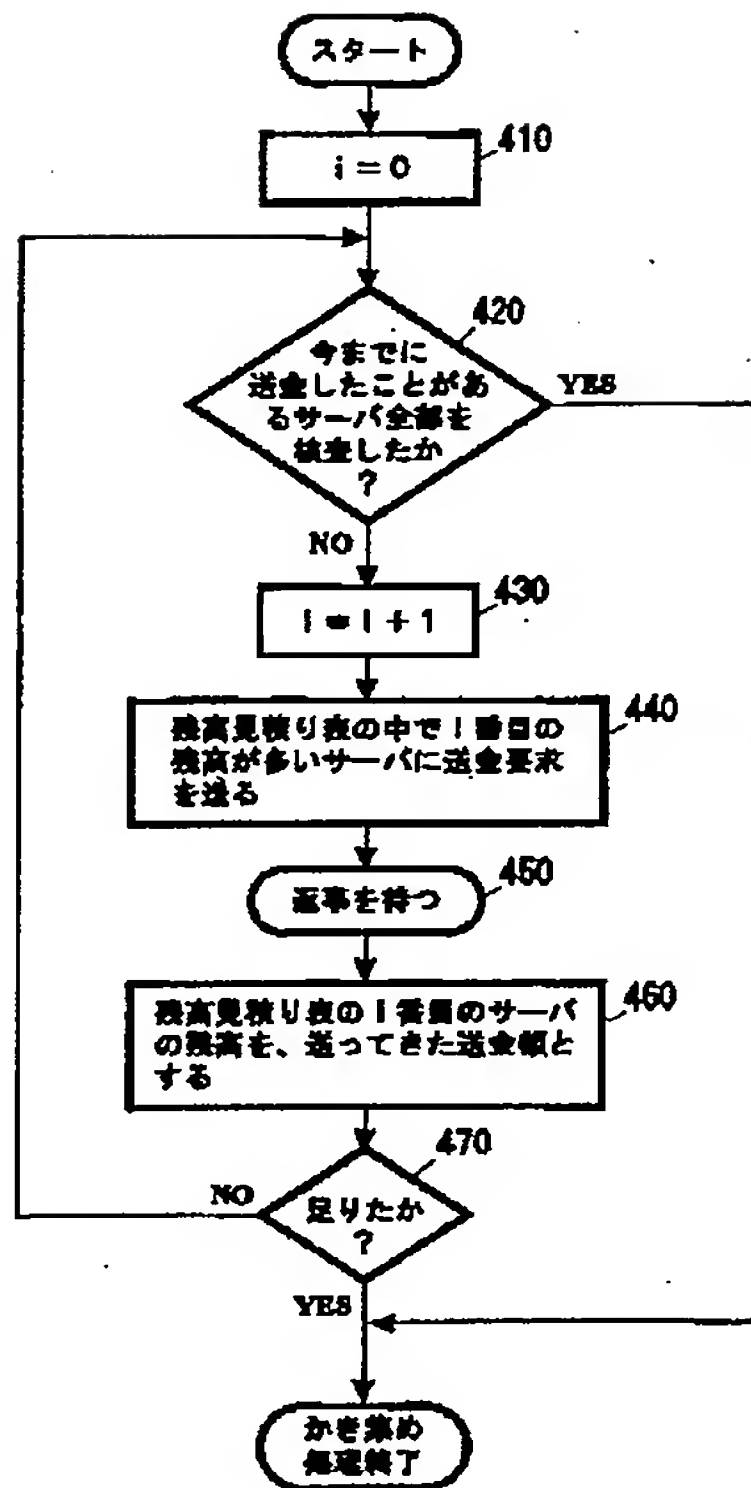 スタート
410
i = 0
420
今までに
送金したことがあ
るサーバ全部を
検査したか
?
YES
NO
430
i = i + 1
440
残高見積り表の中でi番目の
残高が多いサーバに送金要求
を送る
450
返事を待つ
460
残高見積り表のi番目のサーバ
の残高を、送ってきた送金額と
する
470
NO
足りたか
?
YES
かき集め
処理終了